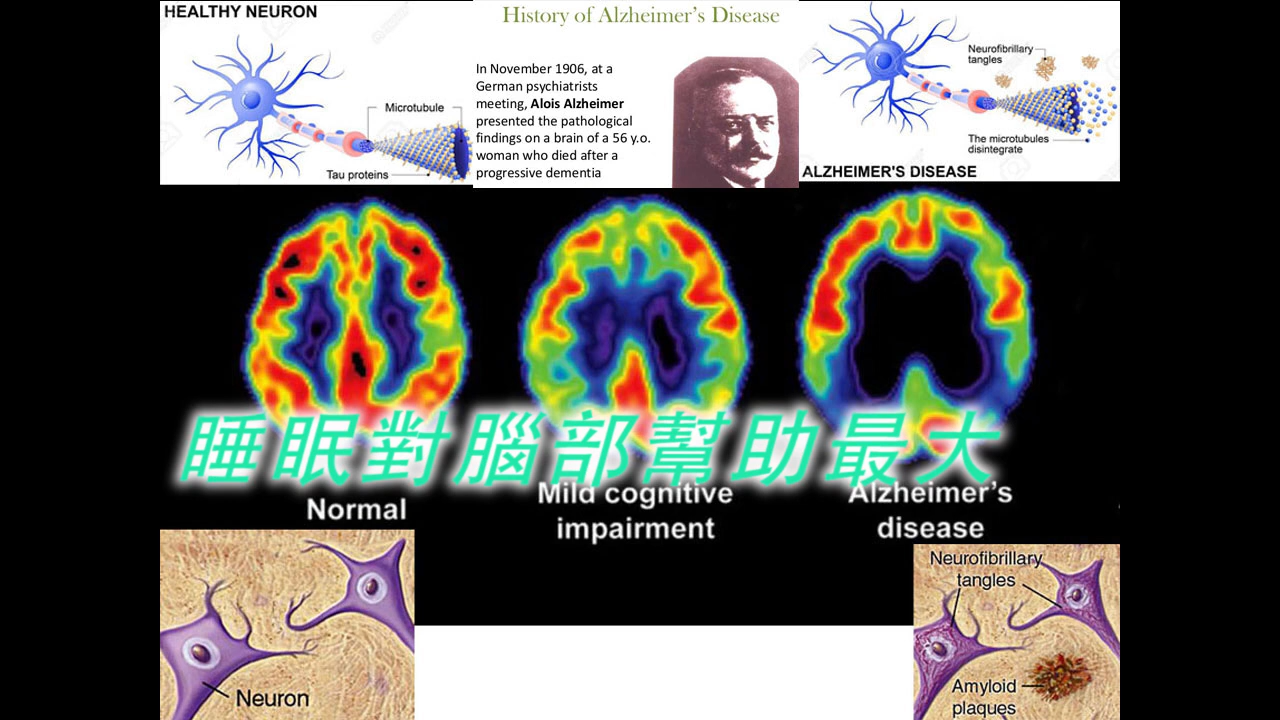 HEALTHY NEURON
Microtubule
Tau proteins
History of Alzheimer's Disease
In November 1906, at a
German psychiatrists
meeting, Alois Alzheimer
presented the pathological
findings on a brain of a 56 y.o.
woman who died after a
progressive dementia
Neurofibrillary
tangles
The microtubules
disintegrate
ALZHEIMER'S DISEASE
睡眠對腦部幫助最大
Normal
Mild cognitive
impairment
Alzheimer's
disease
Neuron
Neurofibrillary
tangles
Amyloid
plaques